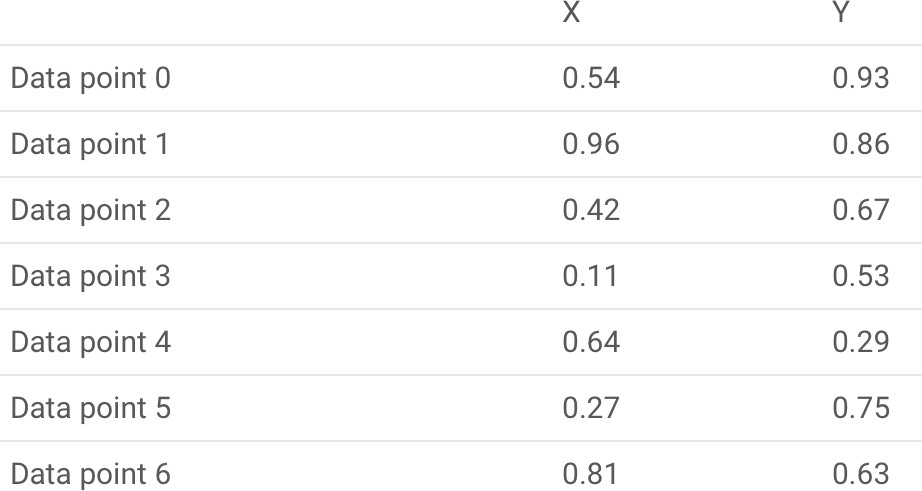 X Y
Data point 0 0.54 0.93
Data point 1 0.96 0.86
Data point 2 0.42 0.67
Data point 3 0.11 0.53
Data point 4 0.64 0.29
Data point 5 0.27 0.75
Data point 6 0.81 0.63